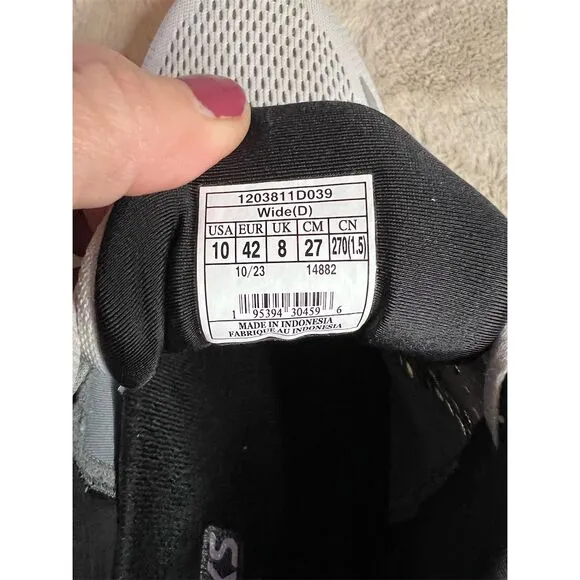 1203811D039
Wide(D)
USA EUR UK CM CN
10 42 8 27 270(1.5)
10/23 14882
1 95394 30459 6
MADE IN INDONESIA
FABRIQUE AU INDONESIA
KS